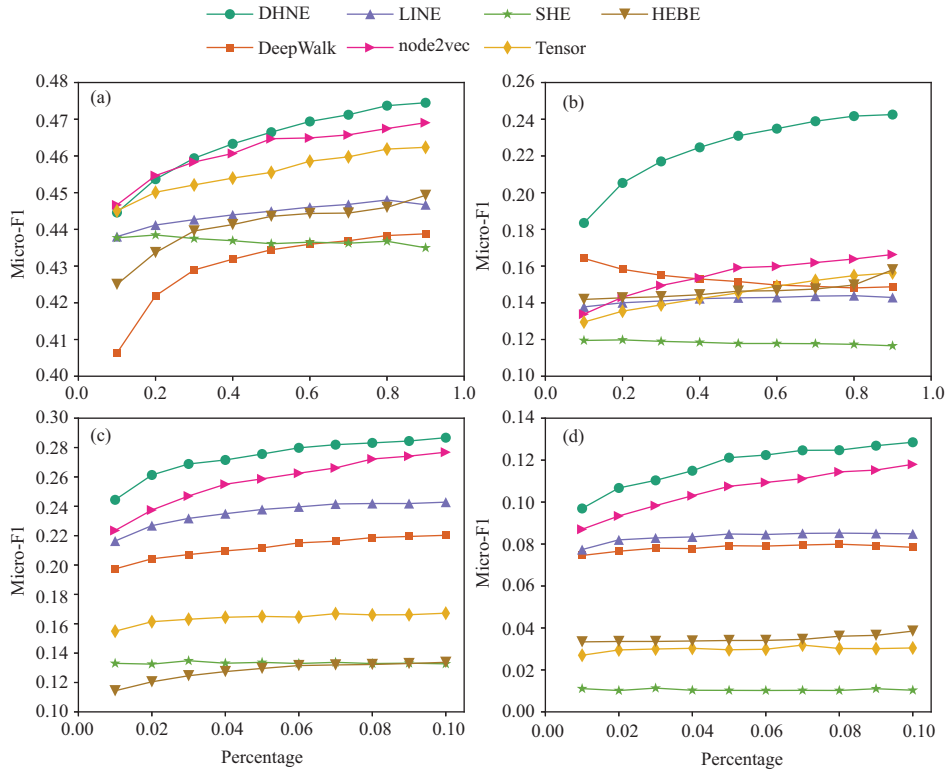 DHNE LINE SHE HEBE
DeepWalk node2vec Tensor
(a)
Micro-F1
0.48
0.47
0.46
0.45
0.44
0.43
0.42
0.41
0.40
0.0 0.2 0.4 0.6 0.8 1.0
(b)
Micro-F1
0.26
0.24
0.22
0.20
0.18
0.16
0.14
0.12
0.10
0.0 0.2 0.4 0.6 0.8 1.0
(c)
Micro-F1
0.30
0.28
0.26
0.24
0.22
0.20
0.18
0.16
0.14
0.12
0.10
0.00 0.02 0.04 0.06 0.08 0.10
Percentage
(d)
Micro-F1
0.14
0.12
0.10
0.08
0.06
0.04
0.02
0.00
0.00 0.02 0.04 0.06 0.08 0.10
Percentage